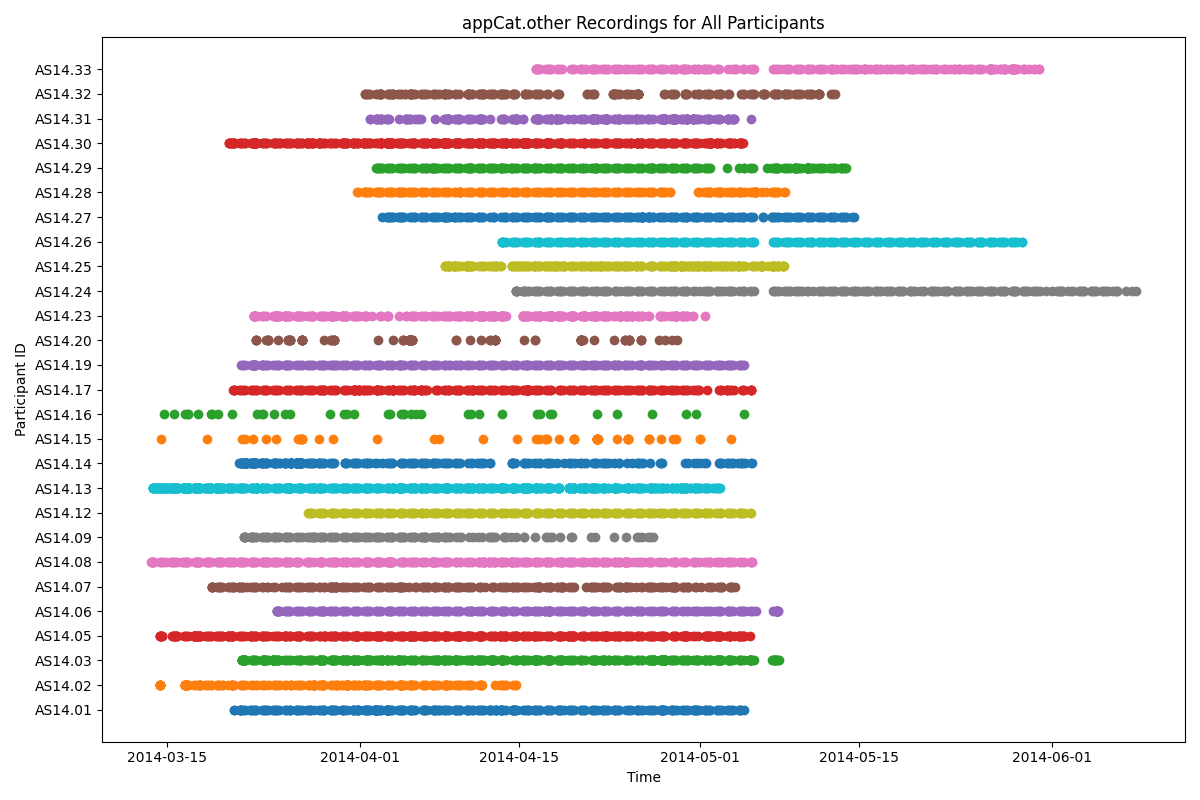 appCat.other Recordings for All Participants
AS14.33
AS14.32
AS14.31
AS14.30
AS14.29
AS14.28
AS14.27
AS14.26
AS14.25
AS14.24
AS14.23
AS14.20
AS14.19
AS14.17
AS14.16
AS14.15
AS14.14
AS14.13
AS14.12
AS14.09
AS14.08
AS14.07
AS14.06
AS14.05
AS14.03
AS14.02
AS14.01
Participant ID
2014-03-15 2014-04-01 2014-04-15 2014-05-01 2014-05-15 2014-06-01
Time